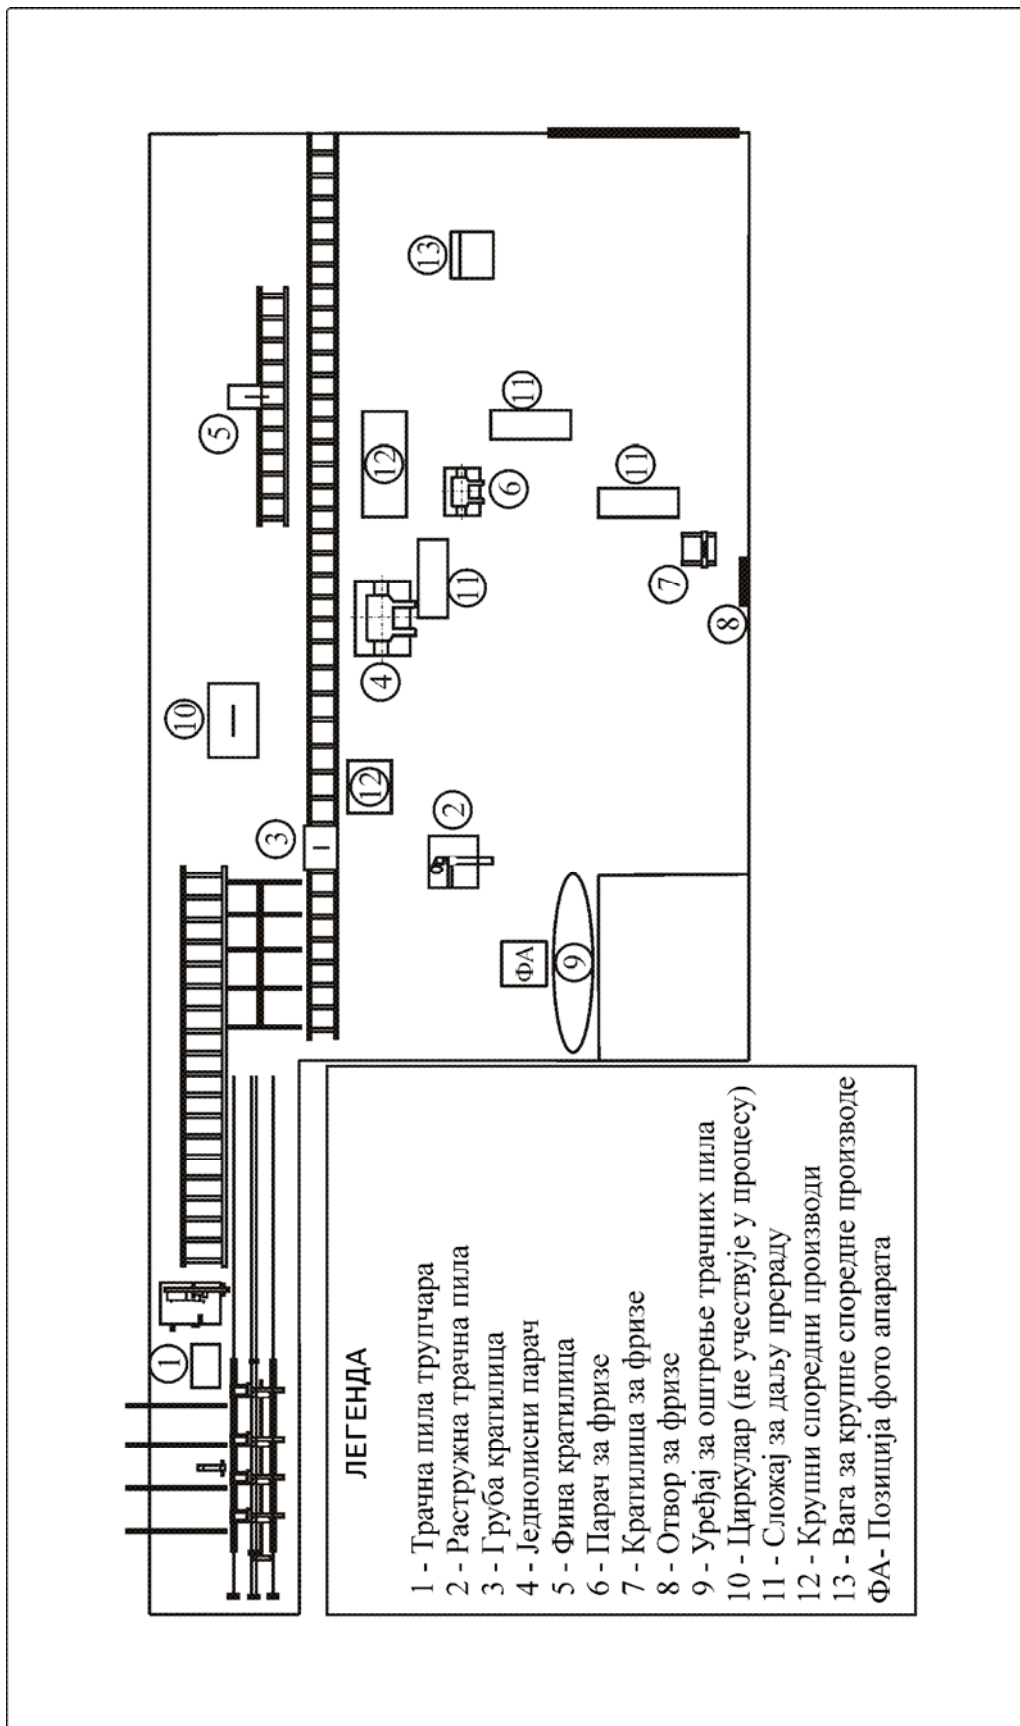 1
10
5
3
12
4
12
13
2
11
6
11
ФА
9
11
7
8
ЛЕГЕНДА
1 - Трачна пила трупчара
2 - Растружна трачна пила
3 - Груба кратилица
4 - Једнолисни парач
5 - Фина кратилица
6 - Парач за фризе
7 - Кратилица за фризе
8 - Отвор за фризе
9 - Уређај за оштрење трачних пила
10 - Циркулар (не учествује у процесу)
11 - Сложај за даљу прераду
12 - Крупни споредни производи
13 - Вага за крупне споредне производе
ФА- Позиција фото апарата